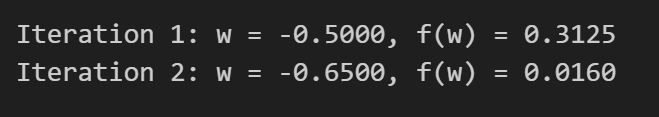 Iteration 1: w = -0.5000, f(w) = 0.3125
Iteration 2: w = -0.6500, f(w) = 0.0160